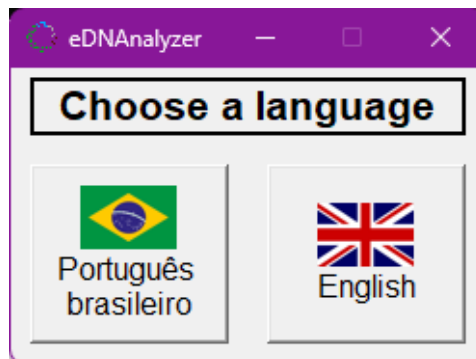 eDNAnalyzer
Choose a language
Português
brasileiro
English